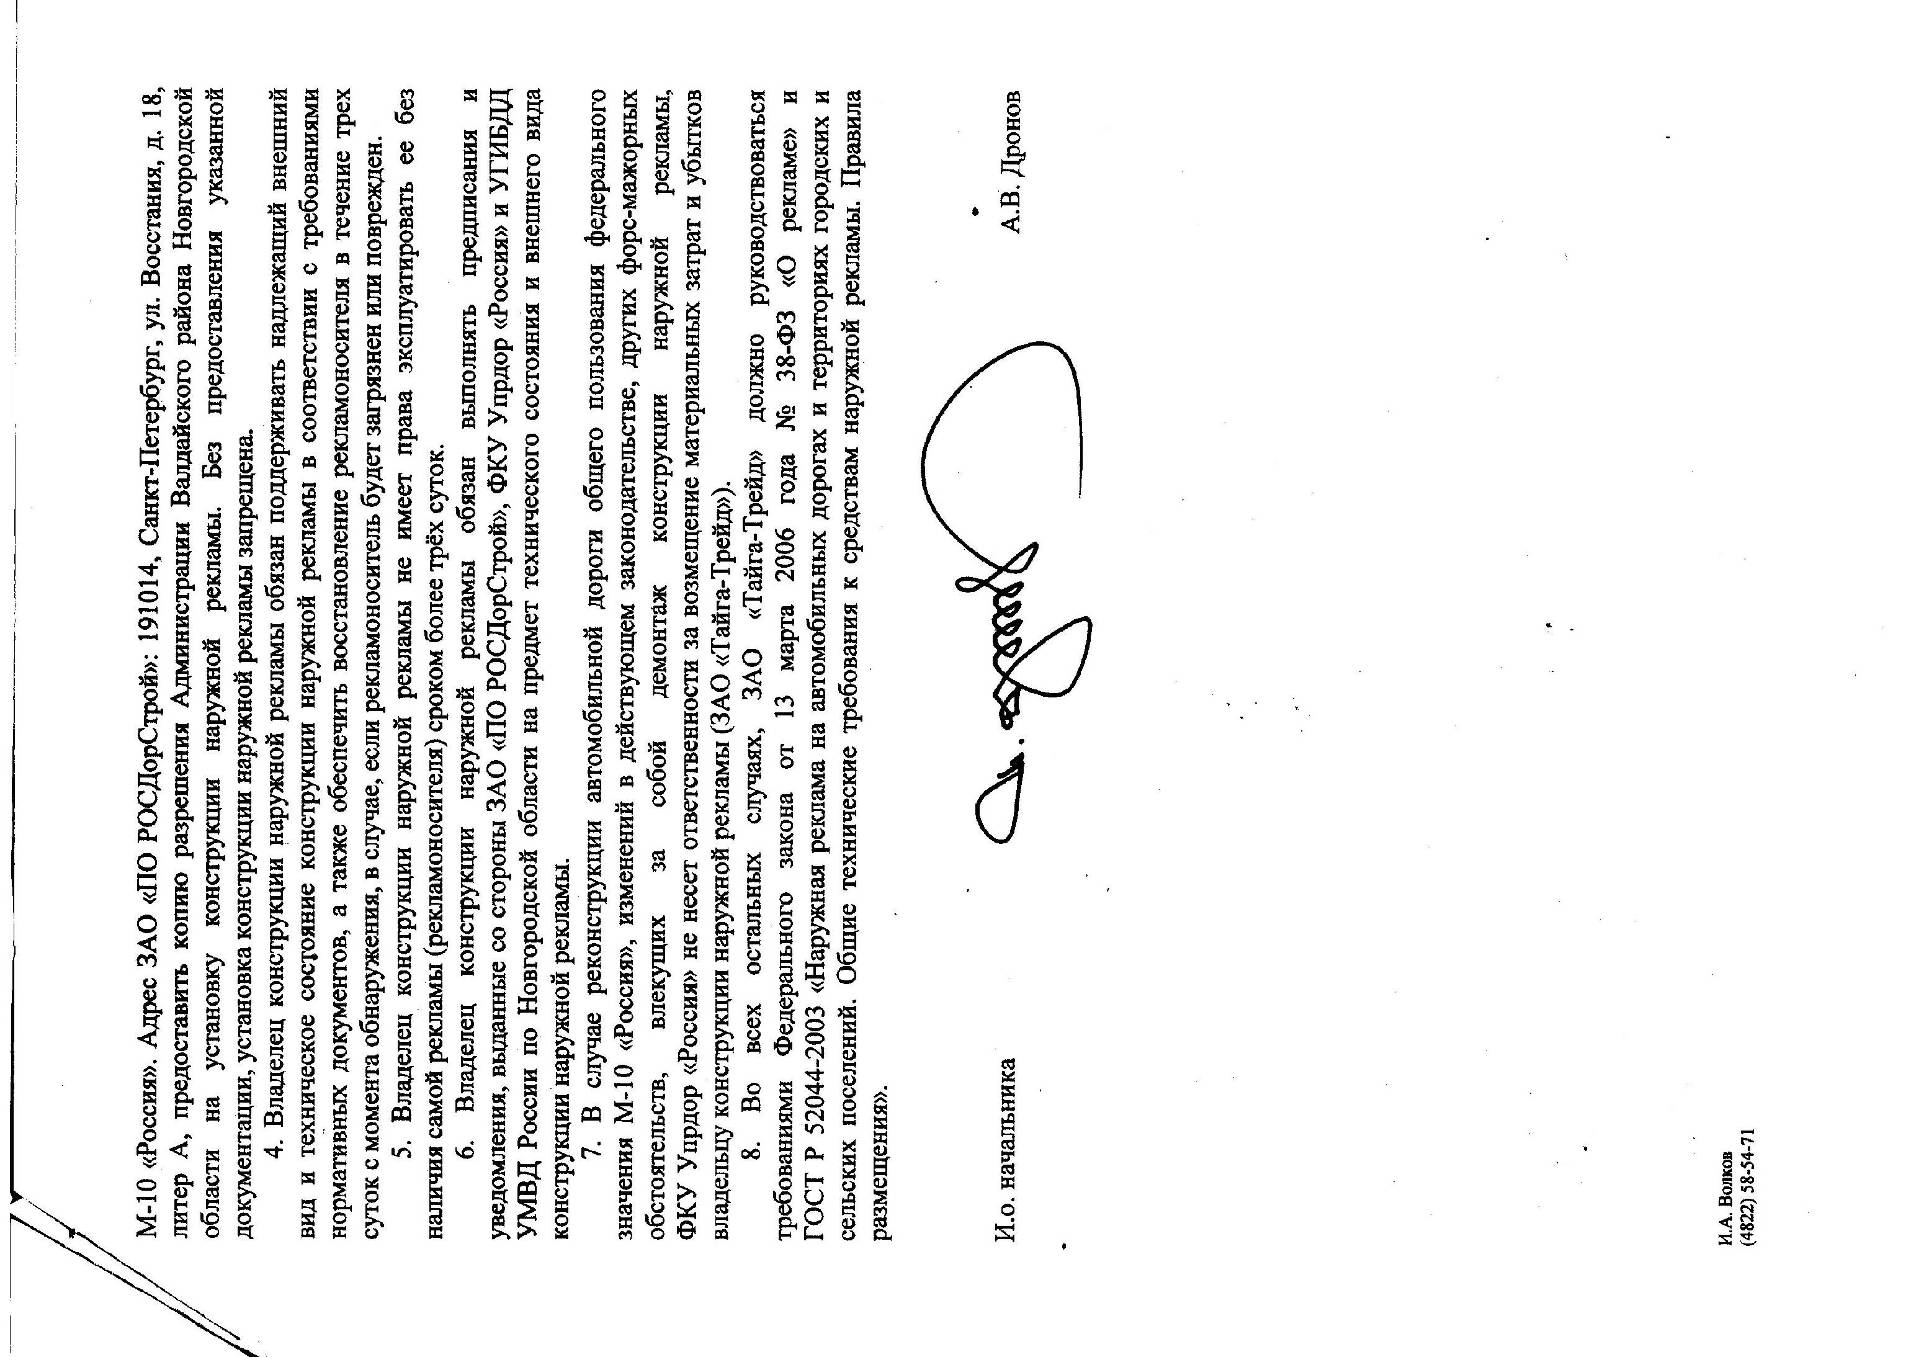 М-10 «Россия». Адрес ЗАО «ПО РОСДорСтрой»: 191014, Санкт-Петербург, ул. Восстания, д. 18,
литер А, предоставить копию разрешения Администрации Валдайского района Новгородской
области на установку конструкции наружной рекламы. Без предоставления указанной
документации, установка конструкции наружной рекламы запрещена.
4. Владелец конструкции наружной рекламы обязан поддерживать надлежащий внешний
вид и техническое состояние конструкции наружной рекламы в соответствии с требованиями
нормативных документов, а также обеспечить восстановление рекламоносителя в течение трех
суток с момента обнаружения, в случае, если рекламоноситель будет загрязнен или поврежден.
5. Владелец конструкции наружной рекламы не имеет права эксплуатировать ее без
наличия самой рекламы (рекламоносителя) сроком более трёх суток.
6. Владелец конструкции наружной рекламы обязан выполнять предписания и
уведомления, выданные со стороны ЗАО «ПО РОСДорСтрой», ФКУ Упрдор «Россия» и УГИБДД
УМВД России по Новгородской области на предмет технического состояния и внешнего вида
конструкции наружной рекламы.
7. В случае реконструкции автомобильной дороги общего пользования федерального
значения М-10 «Россия», изменений в действующем законодательстве, других форс-мажорных
обстоятельств, влекущих за собой демонтаж конструкции наружной рекламы,
ФКУ Упрдор «Россия» не несет ответственности за возмещение материальных затрат и убытков
владельцу конструкции наружной рекламы (ЗАО «Тайга-Трейд»).
8. Во всех остальных случаях, ЗАО «Тайга-Трейд» должно руководствоваться
требованиями Федерального закона от 13 марта 2006 года № 38-ФЗ «О рекламе» и
ГОСТ Р 52044-2003 «Наружная реклама на автомобильных дорогах и территориях городских и
сельских поселений. Общие технические требования к средствам наружной рекламы. Правила
размещения».
И.о. начальника А.В. Дронов
И.А. Волков
(4822) 58-54-71